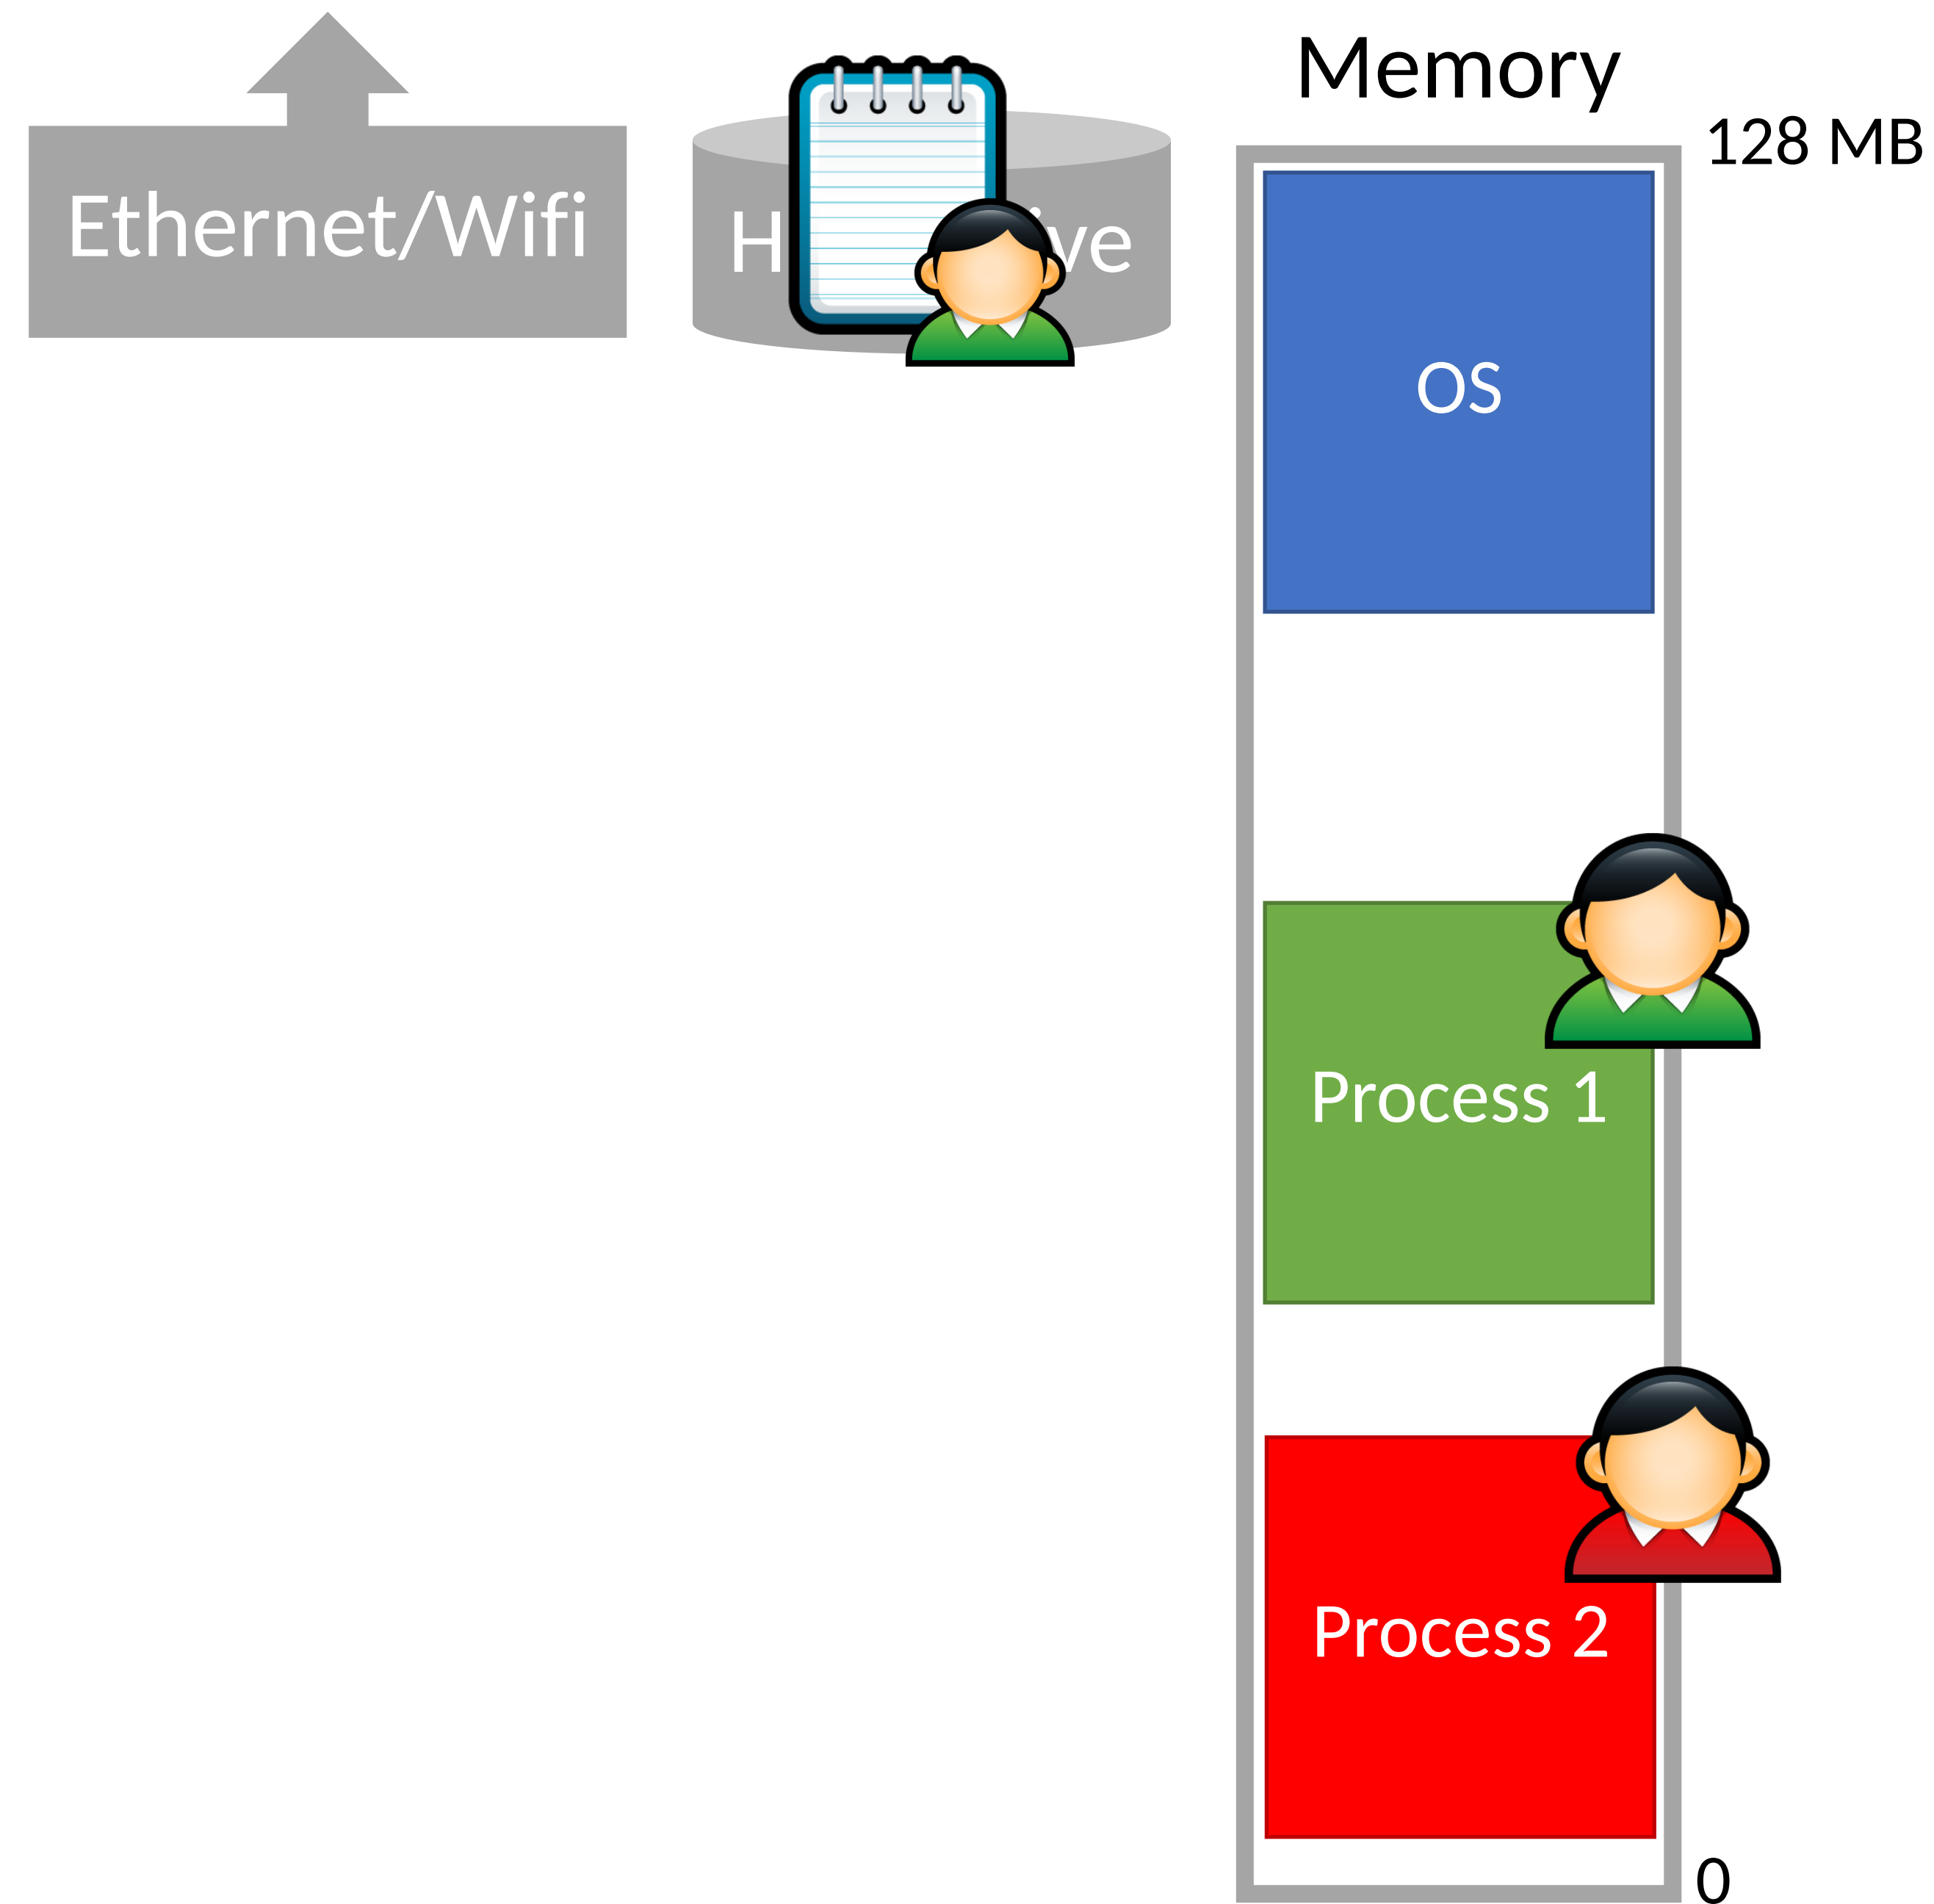 Memory
128 MB
Ethernet/Wifi
OS
Process 1
Process 2
0